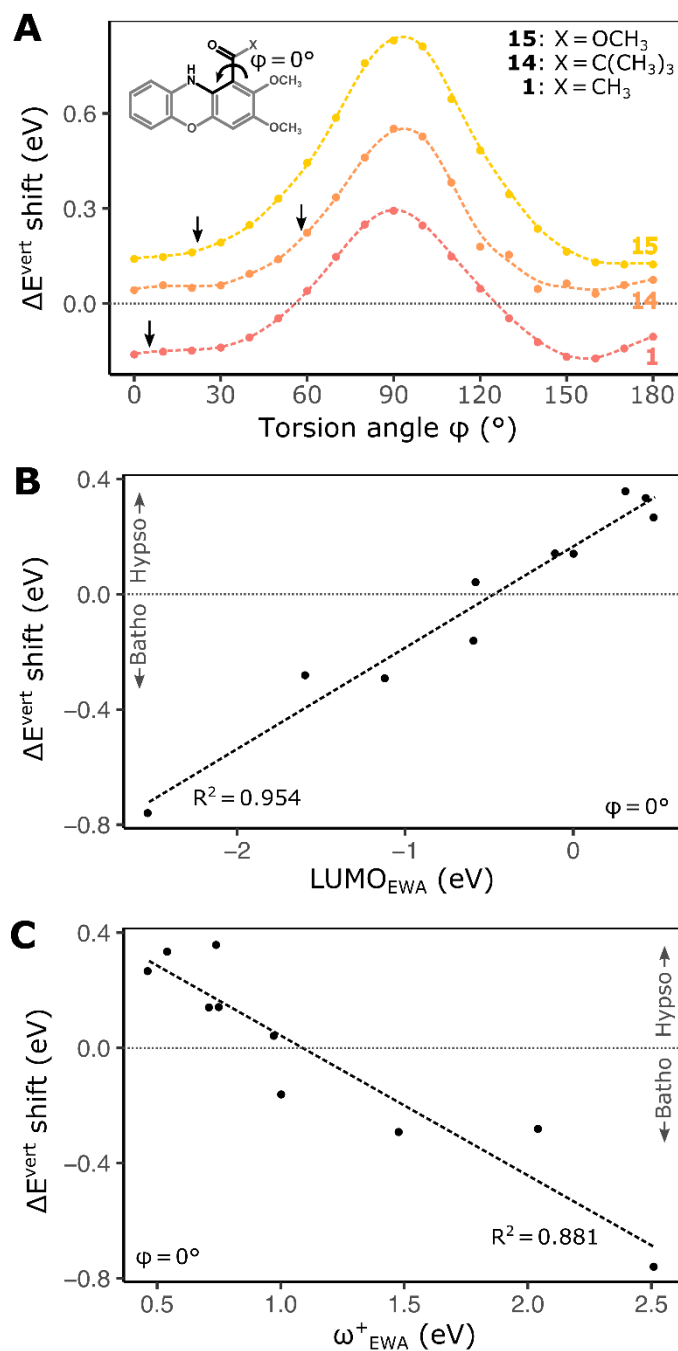 A
O
X
φ = 0°
H
N
OCH₃
O
OCH₃
15: X = OCH₃
14: X = C(CH₃)₃
1: X = CH₃
ΔEᵛᵉʳᵗ shift (eV)
0.6
0.3
0.0
15
14
1
0 30 60 90 120 150 180
Torsion angle φ (°)
B
ΔEᵛᵉʳᵗ shift (eV)
0.4
0.0
−0.4
−0.8
←Batho Hypso→
R² = 0.954
φ = 0°
−2 −1 0
LUMO_EWA (eV)
C
ΔEᵛᵉʳᵗ shift (eV)
0.4
0.0
−0.4
−0.8
←Batho Hypso→
R² = 0.881
φ = 0°
0.5 1.0 1.5 2.0 2.5
ω⁺_EWA (eV)